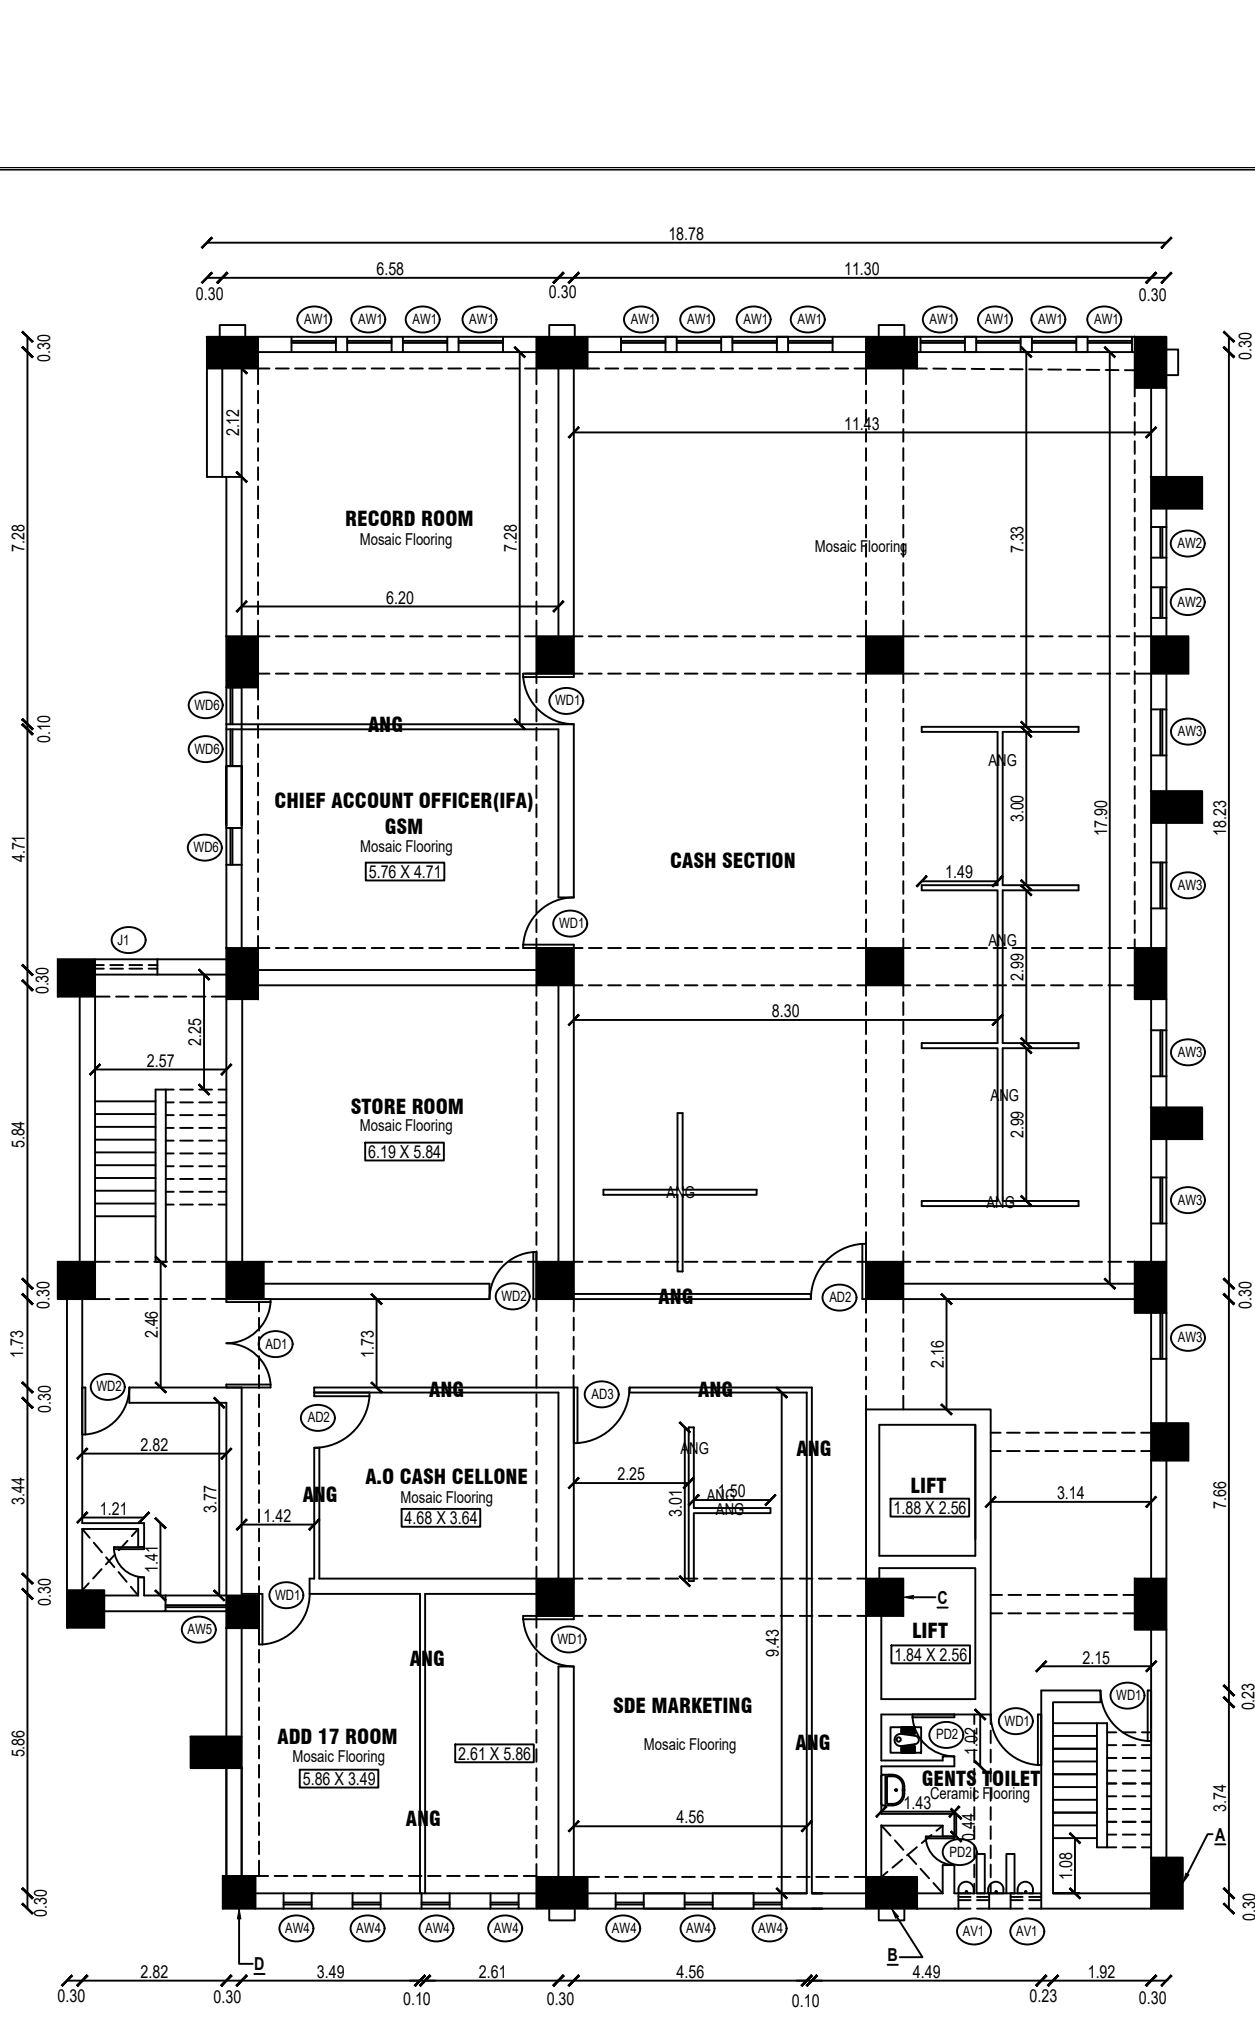 18.78
6.58
11.30
0.30
0.30
0.30
AW1
AW1
AW1
AW1
AW1
AW1
AW1
AW1
AW1
AW1
AW1
AW1
0.30
0.30
2.12
11.43
RECORD ROOM
Mosaic Flooring
7.28
7.28
7.33
Mosaic Flooring
AW2
AW2
6.20
WD6
WD1
ANG
0.10
WD6
AW3
ANG
CHIEF ACCOUNT OFFICER(IFA)
GSM
Mosaic Flooring
5.76 X 4.71
4.71
WD6
3.00
17.90
18.23
CASH SECTION
1.49
AW3
WD1
J1
ANG
0.30
2.99
2.25
8.30
2.57
AW3
STORE ROOM
Mosaic Flooring
6.19 X 5.84
5.84
ANG
2.99
ANG
ANG
AW3
0.30
WD2
ANG
AD2
0.30
1.73
2.46
AD1
1.73
2.16
AW3
WD2
0.30
ANG
AD3
ANG
AD2
2.82
ANG
ANG
3.44
3.77
ANG
A.O CASH CELLONE
Mosaic Flooring
4.68 X 3.64
2.25
3.01
1.50
ANG
ANG
LIFT
1.88 X 2.56
3.14
7.66
1.21
1.42
1.41
0.30
WD1
C
AW5
WD1
ANG
9.43
LIFT
1.84 X 2.56
2.15
WD1
0.23
SDE MARKETING
Mosaic Flooring
5.86
ADD 17 ROOM
Mosaic Flooring
5.86 X 3.49
2.61 X 5.86
ANG
PD2
1.02
WD1
GENTS TOILET
Ceramic Flooring
1.43
0.44
3.74
ANG
4.56
PD2
1.08
A
0.30
0.30
AW4
AW4
AW4
AW4
AW4
AW4
AW4
AV1
AV1
D
B
2.82
3.49
2.61
4.56
4.49
1.92
0.30
0.30
0.10
0.30
0.10
0.23
0.30